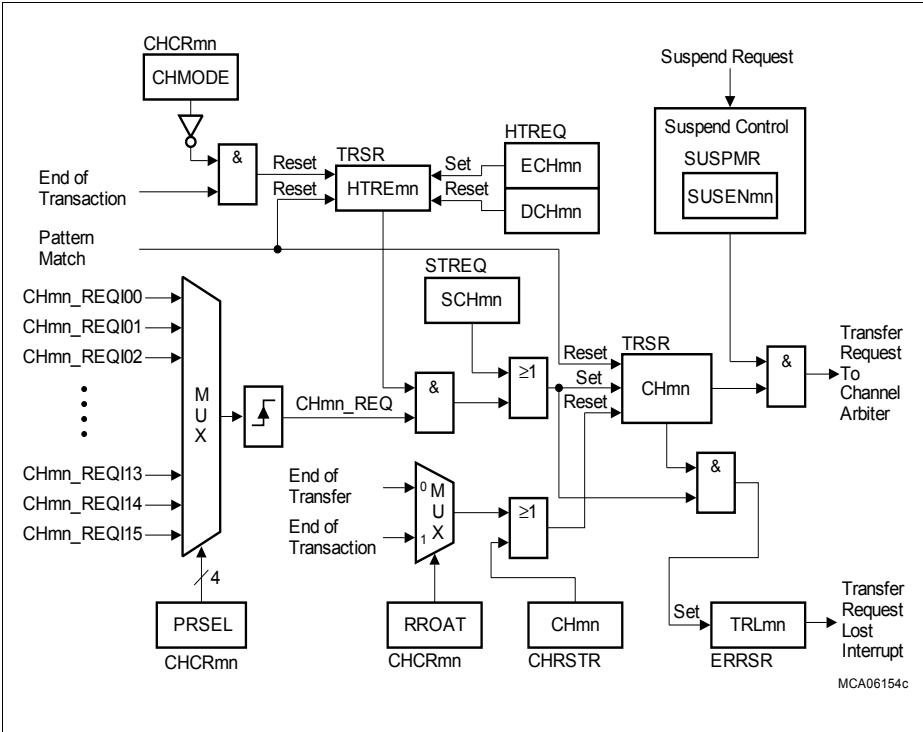 CHCRmn
CHMODE
&
End of
Transaction
Reset
Reset
TRSR
HTREmn
Set
Reset
HTREQ
ECHmn
DCHmn
Suspend Request
Suspend Control
SUSPMR
SUSENmn
Pattern
Match
CHmn_REQI00
CHmn_REQI01
CHmn_REQI02
CHmn_REQI13
CHmn_REQI14
CHmn_REQI15
M
U
X
4
PRSEL
CHCRmn
CHmn_REQ
&
STREQ
SCHmn
≥1
Reset
Set
Reset
TRSR
CHmn
&
Transfer
Request
To
Channel
Arbiter
End of
Transfer
End of
Transaction
0
1
M
U
X
RROAT
CHCRmn
≥1
CHmn
CHRSTR
&
Set
TRLmn
ERRSR
Transfer
Request
Lost
Interrupt
MCA06154c